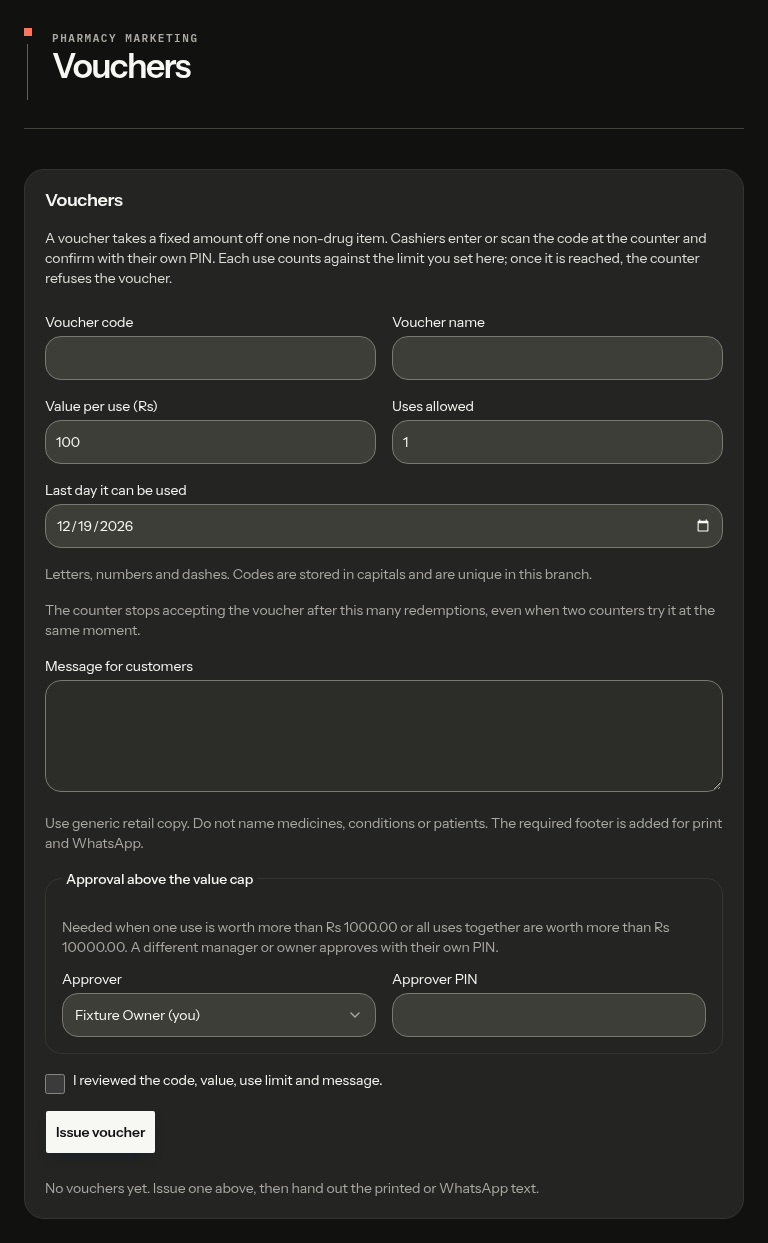 PHARMACY MARKETING
Vouchers
Vouchers
A voucher takes a fixed amount off one non-drug item. Cashiers enter or scan the code at the counter and
confirm with their own PIN. Each use counts against the limit you set here; once it is reached, the counter
refuses the voucher.
Voucher code
Voucher name
Value per use (Rs)
Uses allowed
100
1
Last day it can be used
12/19/2026
Letters, numbers and dashes. Codes are stored in capitals and are unique in this branch.
The counter stops accepting the voucher after this many redemptions, even when two counters try it at the
same moment.
Message for customers
Use generic retail copy. Do not name medicines, conditions or patients. The required footer is added for print
and WhatsApp.
Approval above the value cap
Needed when one use is worth more than Rs 1000.00 or all uses together are worth more than Rs
10000.00. A different manager or owner approves with their own PIN.
Approver
Approver PIN
Fixture Owner (you)
I reviewed the code, value, use limit and message.
Issue voucher
No vouchers yet. Issue one above, then hand out the printed or WhatsApp text.